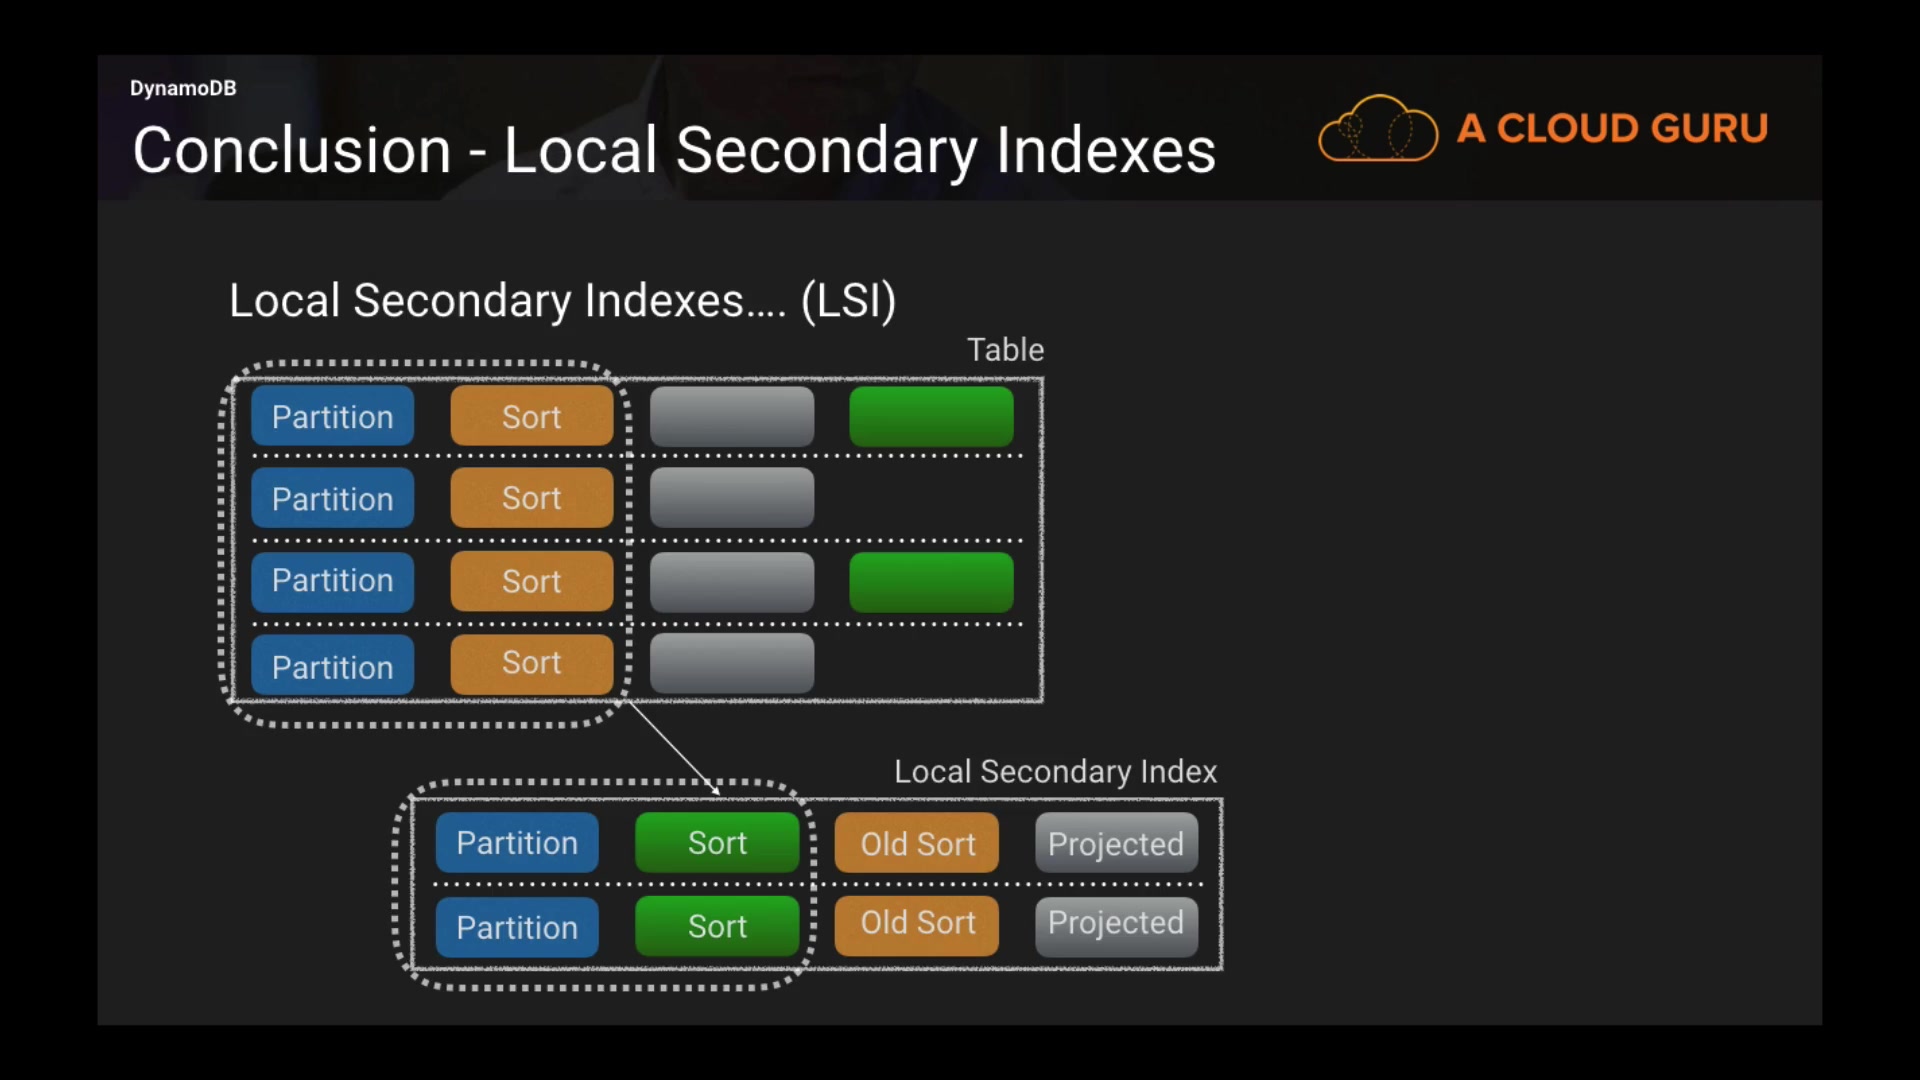 DynamoDB
Conclusion - Local Secondary Indexes
A CLOUD GURU
Local Secondary Indexes.... (LSI)
Table
Partition Sort
Partition Sort
Partition Sort
Partition Sort
Local Secondary Index
Partition Sort Old Sort Projected
Partition Sort Old Sort Projected